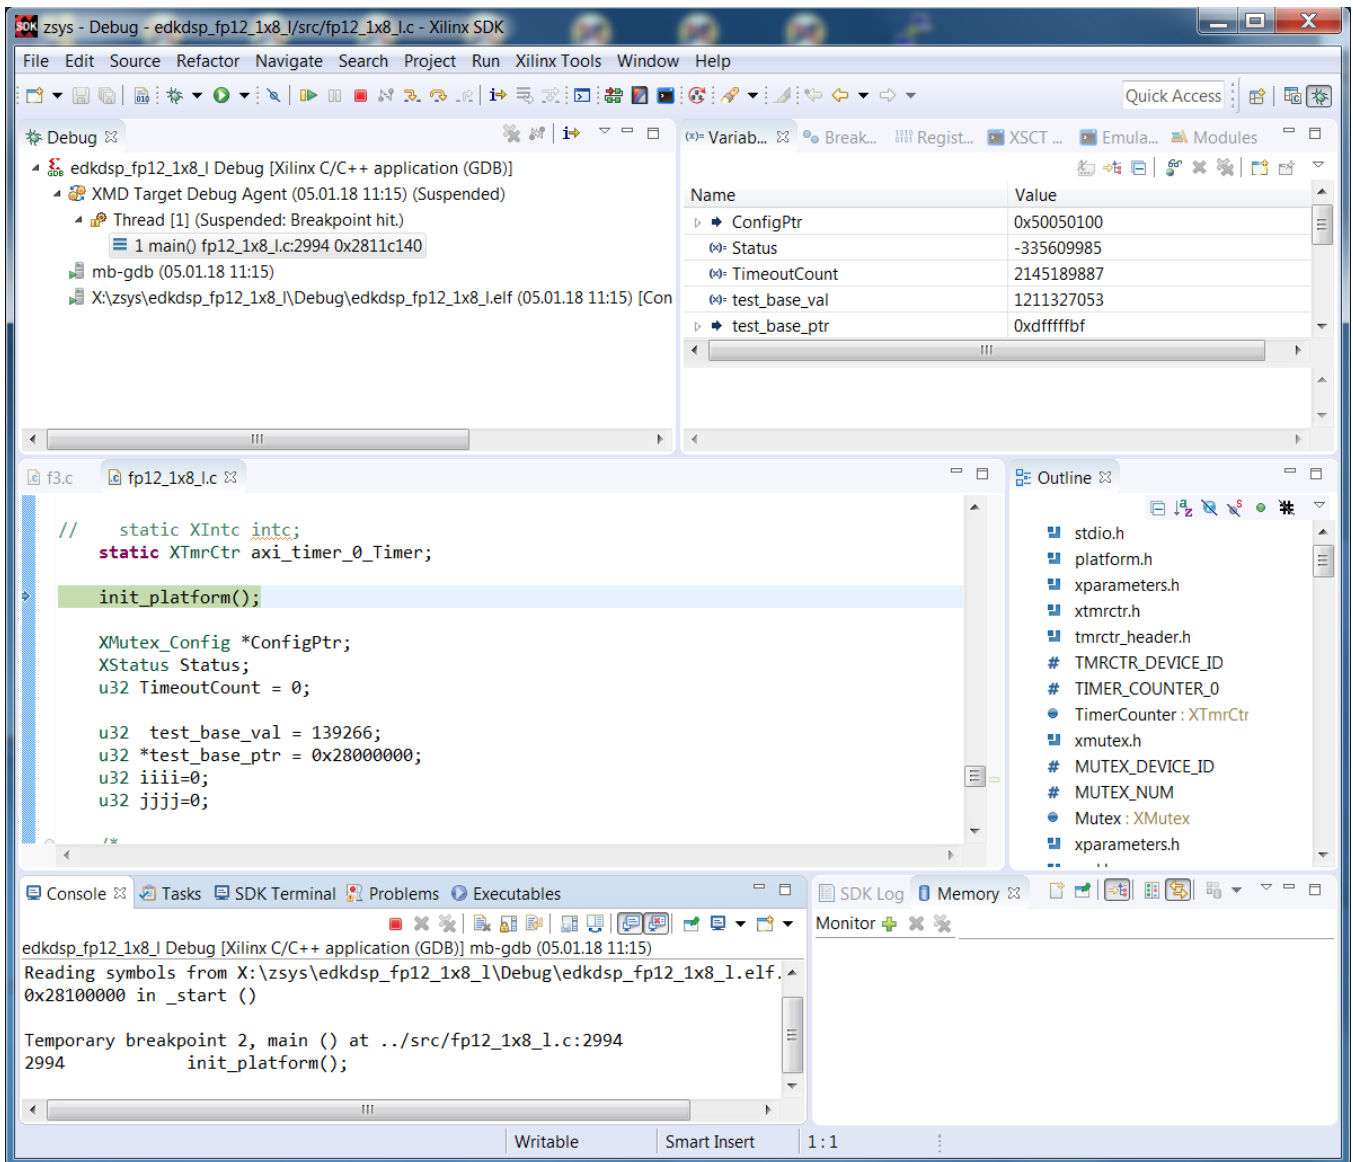 SDK zsys - Debug - edkdsp_fp12_1x8_l/src/fp12_1x8_l.c - Xilinx SDK
File Edit Source Refactor Navigate Search Project Run Xilinx Tools Window Help
Quick Access
Debug
edkdsp_fp12_1x8_l Debug [Xilinx C/C++ application (GDB)]
XMD Target Debug Agent (05.01.18 11:15) (Suspended)
Thread [1] (Suspended: Breakpoint hit.)
1 main() fp12_1x8_l.c:2994 0x2811c140
mb-gdb (05.01.18 11:15)
X:\zsys\edkdsp_fp12_1x8_l\Debug\edkdsp_fp12_1x8_l.elf (05.01.18 11:15) [Con
(x)= Variab... Break... Regist... XSCT ... Emula... Modules
Name Value
ConfigPtr 0x50050100
(x)= Status -335609985
(x)= TimeoutCount 2145189887
(x)= test_base_val 1211327053
test_base_ptr 0xdfffffbf
f3.c fp12_1x8_l.c
// static XIntc intc;
static XTmrCtr axi_timer_0_Timer;
init_platform();
XMutex_Config *ConfigPtr;
XStatus Status;
u32 TimeoutCount = 0;
u32 test_base_val = 139266;
u32 *test_base_ptr = 0x28000000;
u32 iiii=0;
u32 jjjj=0;
/*
Outline
stdio.h
platform.h
xparameters.h
xtmrctr.h
tmrctr_header.h
# TMRCTR_DEVICE_ID
# TIMER_COUNTER_0
TimerCounter : XTmrCtr
xmutex.h
# MUTEX_DEVICE_ID
# MUTEX_NUM
Mutex : XMutex
xparameters.h
Console Tasks SDK Terminal Problems Executables
edkdsp_fp12_1x8_l Debug [Xilinx C/C++ application (GDB)] mb-gdb (05.01.18 11:15)
Reading symbols from X:\zsys\edkdsp_fp12_1x8_l\Debug\edkdsp_fp12_1x8_l.elf.
0x28100000 in _start ()
Temporary breakpoint 2, main () at ../src/fp12_1x8_l.c:2994
2994 init_platform();
SDK Log Memory
Monitor
Writable Smart Insert 1 : 1